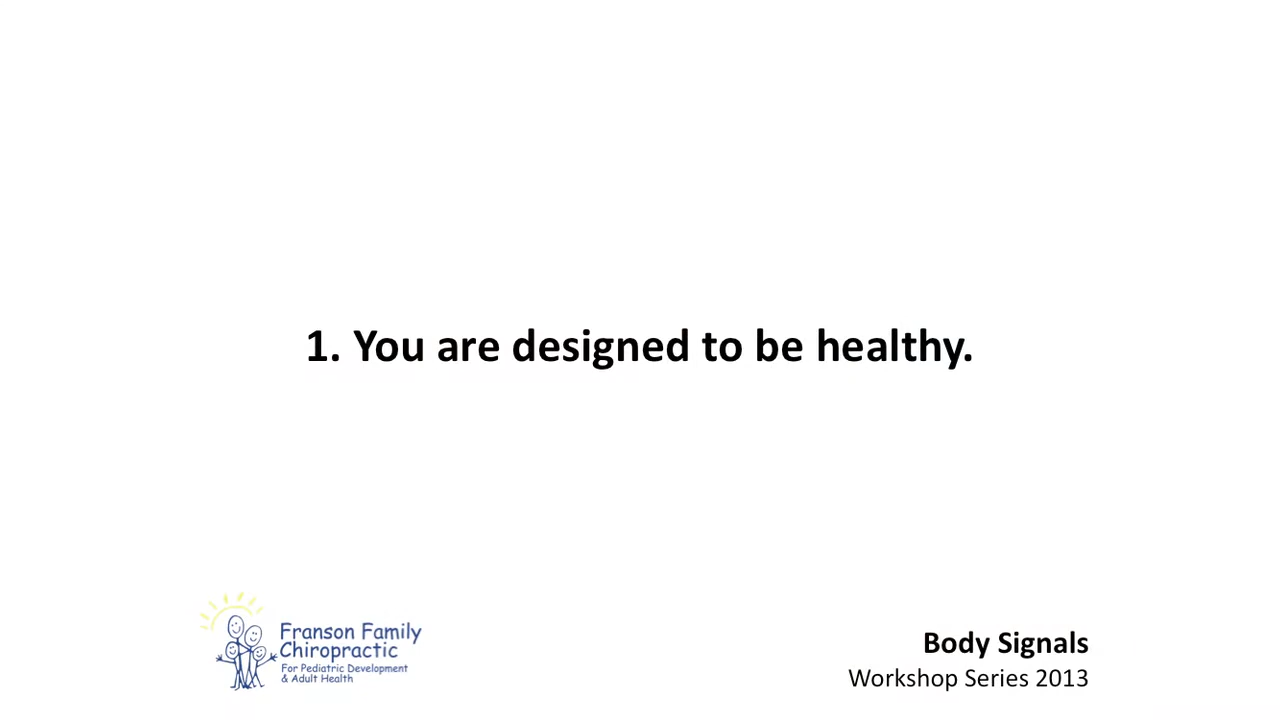 1. You are designed to be healthy.
Franson Family
Chiropractic
For Pediatric Development
& Adult Health
Body Signals
Workshop Series 2013